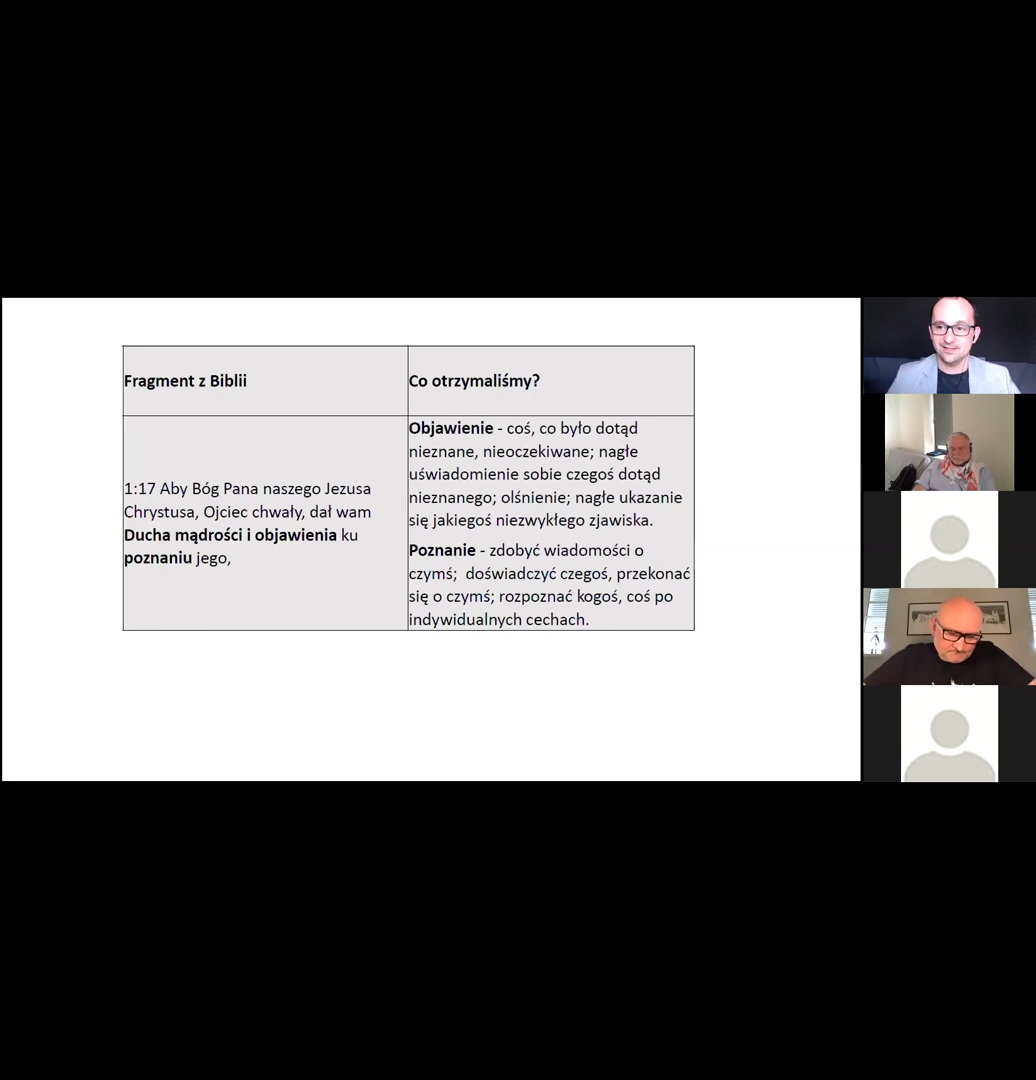 Fragment z Biblii
Co otrzymaliśmy?
1:17 Aby Bóg Pana naszego Jezusa
Chrystusa, Ojciec chwały, dał wam
Ducha mądrości i objawienia ku
poznaniu jego,
Objawienie - coś, co było dotąd
nieznane, nieoczekiwane; nagłe
uświadomienie sobie czegoś dotąd
nieznanego; olśnienie; nagłe ukazanie
się jakiegoś niezwykłego zjawiska.
Poznanie - zdobyć wiadomości o
czymś;  doświadczyć czegoś, przekonać
się o czymś; rozpoznać kogoś, coś po
indywidualnych cechach.